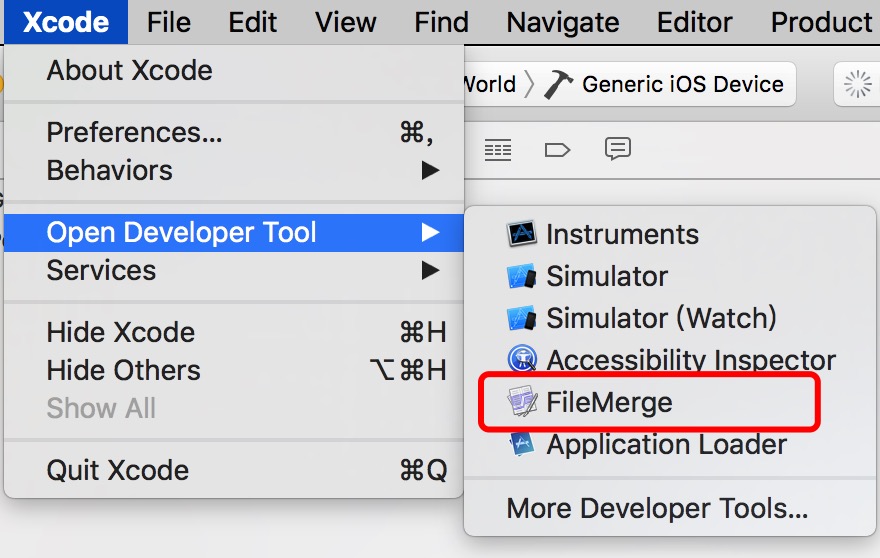 Xcode File Edit View Find Navigate Editor Product
About Xcode
World Generic iOS Device
Preferences... ⌘,
Behaviors ▶
Open Developer Tool ▶
Services ▶
Hide Xcode ⌘H
Hide Others ⌥⌘H
Show All
Quit Xcode ⌘Q
Instruments
Simulator
Simulator (Watch)
Accessibility Inspector
FileMerge
Application Loader
More Developer Tools...